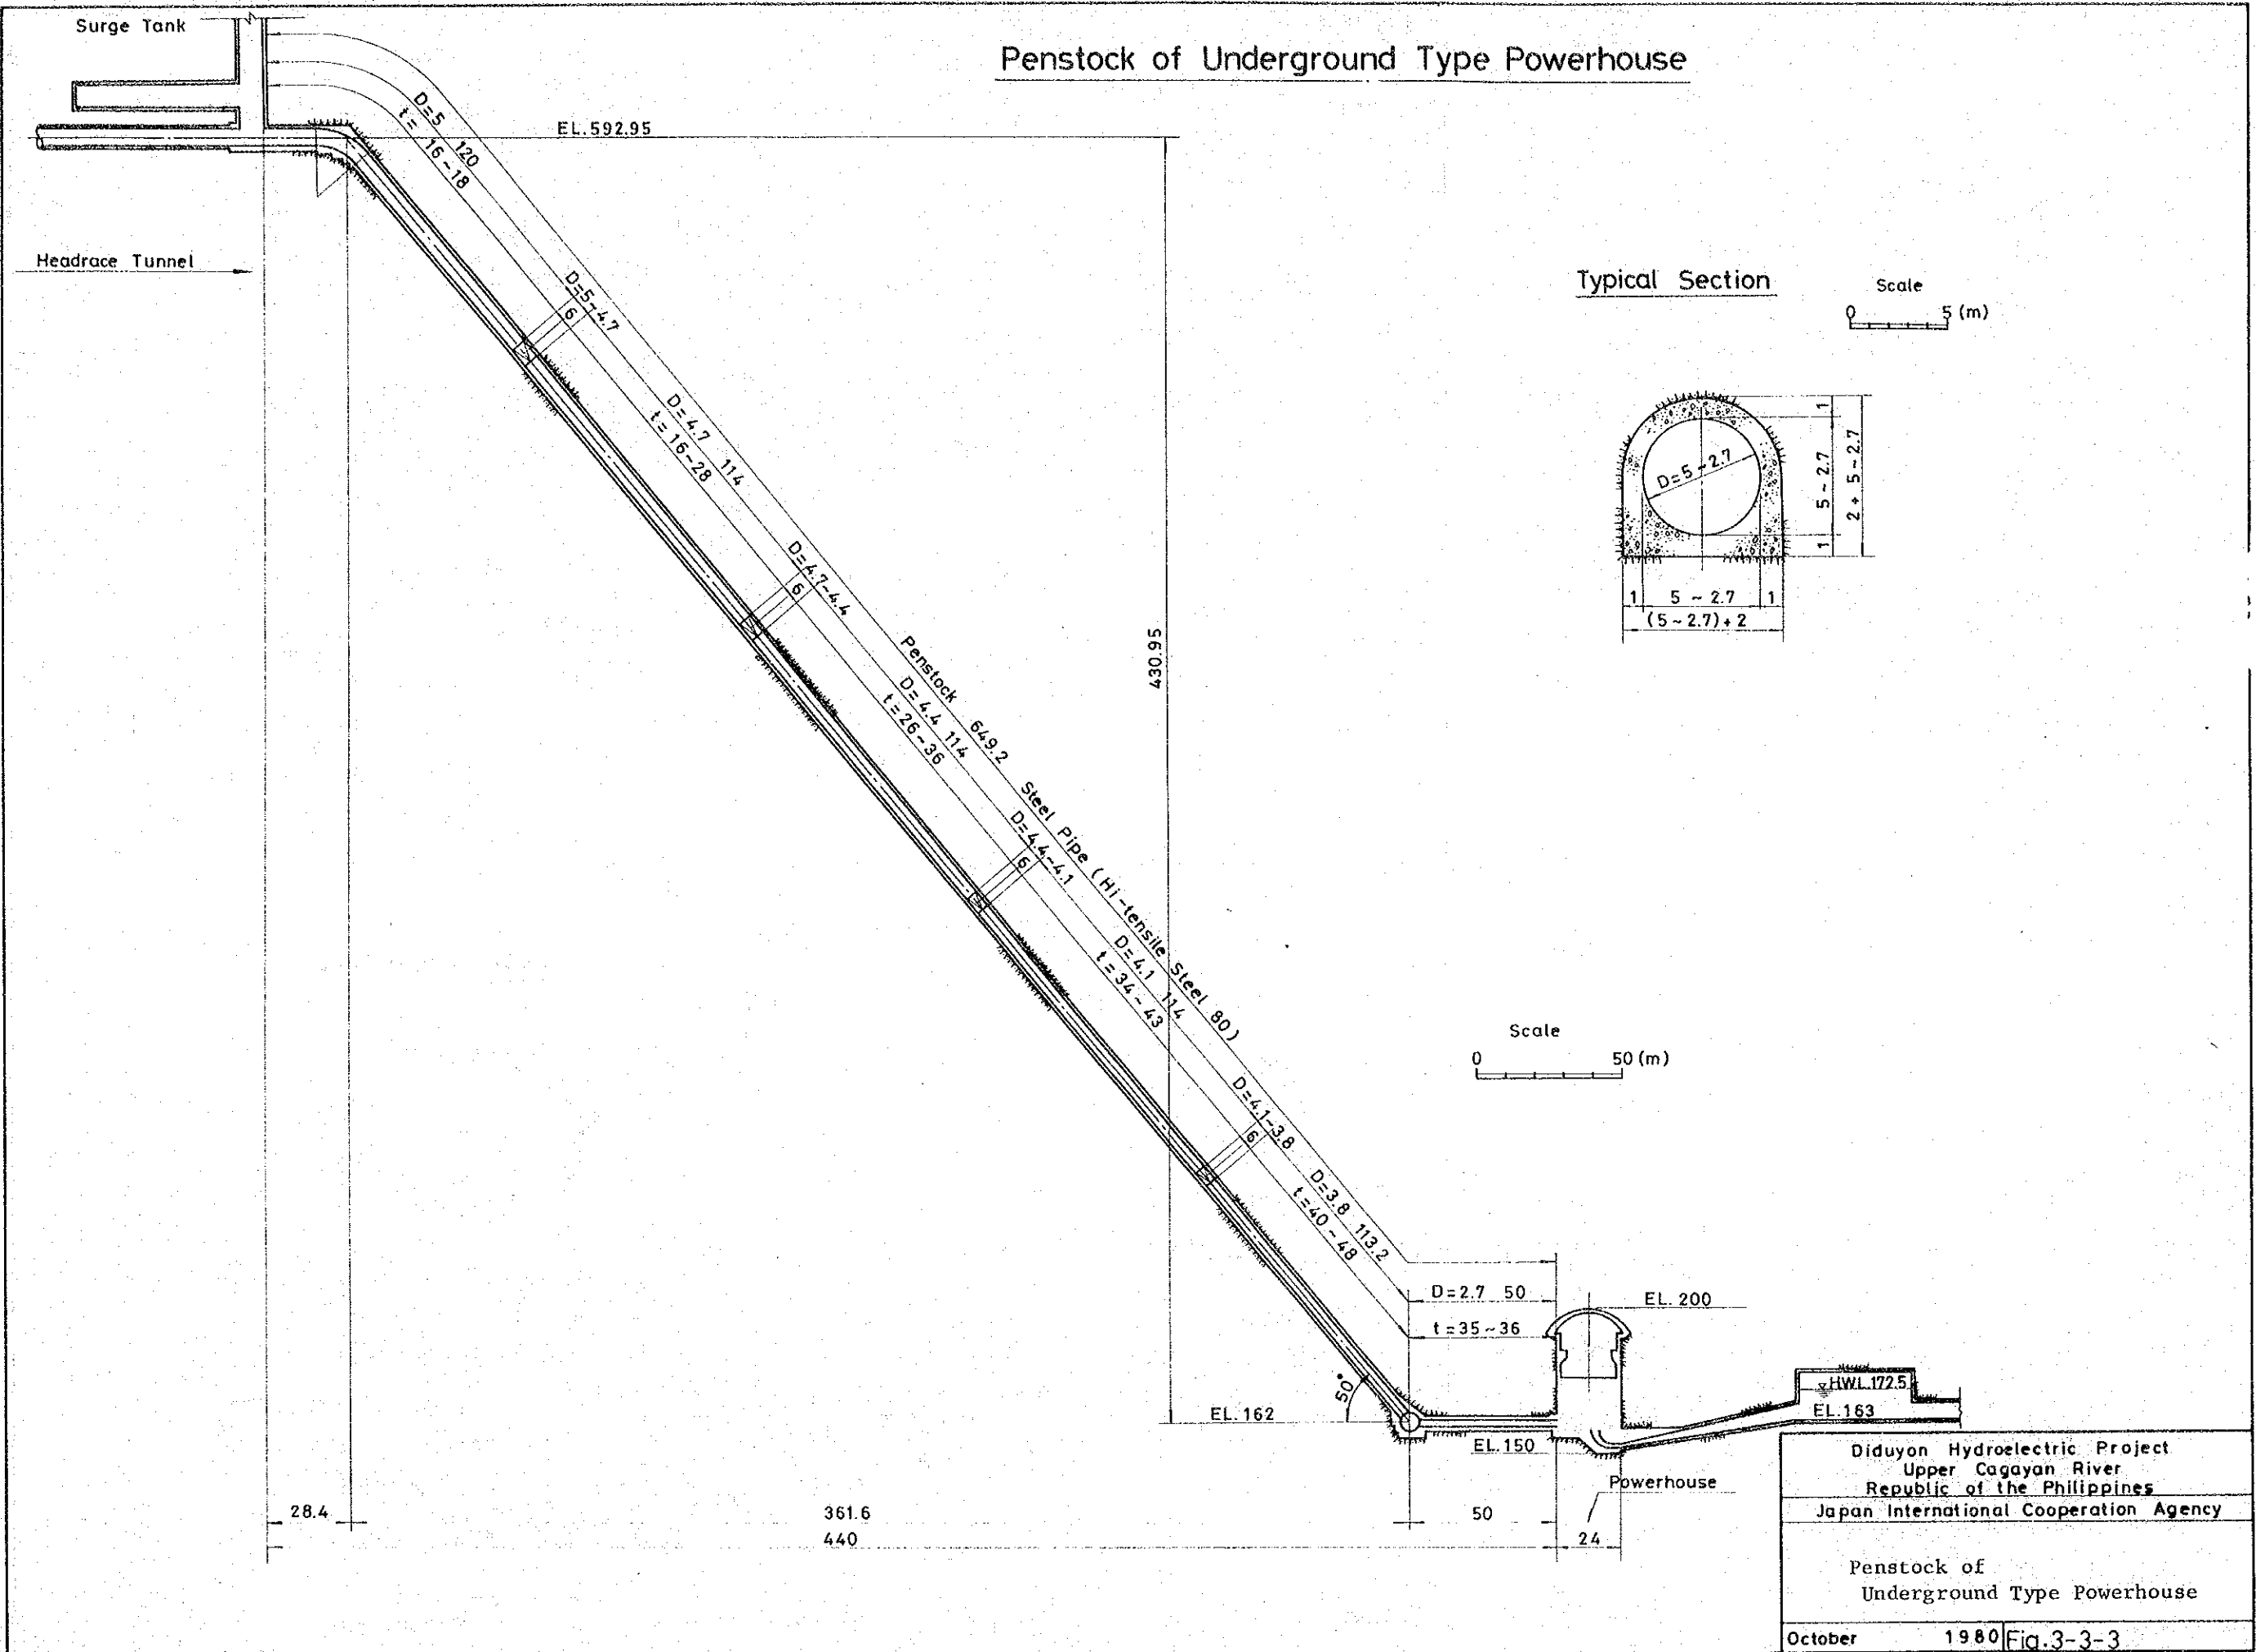 Penstock of Underground Type Powerhouse
Surge Tank
EL.592.95
Headrace Tunnel
D=5 120
t= 16~18
D=5~4.7
6
D=4.7 114
t=16~28
D=4.7~4.4
6
Penstock 649.2 Steel Pipe (Hi-tensile Steel 80)
D=4.4 114
t=26~36
D=4.4~4.1
6
D=4.1 114
t=34~43
D=4.1~3.8
6
D=3.8 113.2
t=40~48
430.95
Typical Section
Scale
0 5 (m)
D=5~2.7
1
5~2.7
1
2+5~2.7
1 5~2.7 1
(5~2.7)+2
Scale
0 50 (m)
D=2.7 50
t=35~36
EL.200
50°
EL.162
EL.150
HWL.172.5
EL.163
Powerhouse
28.4 361.6 50
440 24
Diduyon Hydroelectric Project
Upper Cagayan River
Republic of the Philippines
Japan International Cooperation Agency
Penstock of
Underground Type Powerhouse
October 1980 Fig.3-3-3